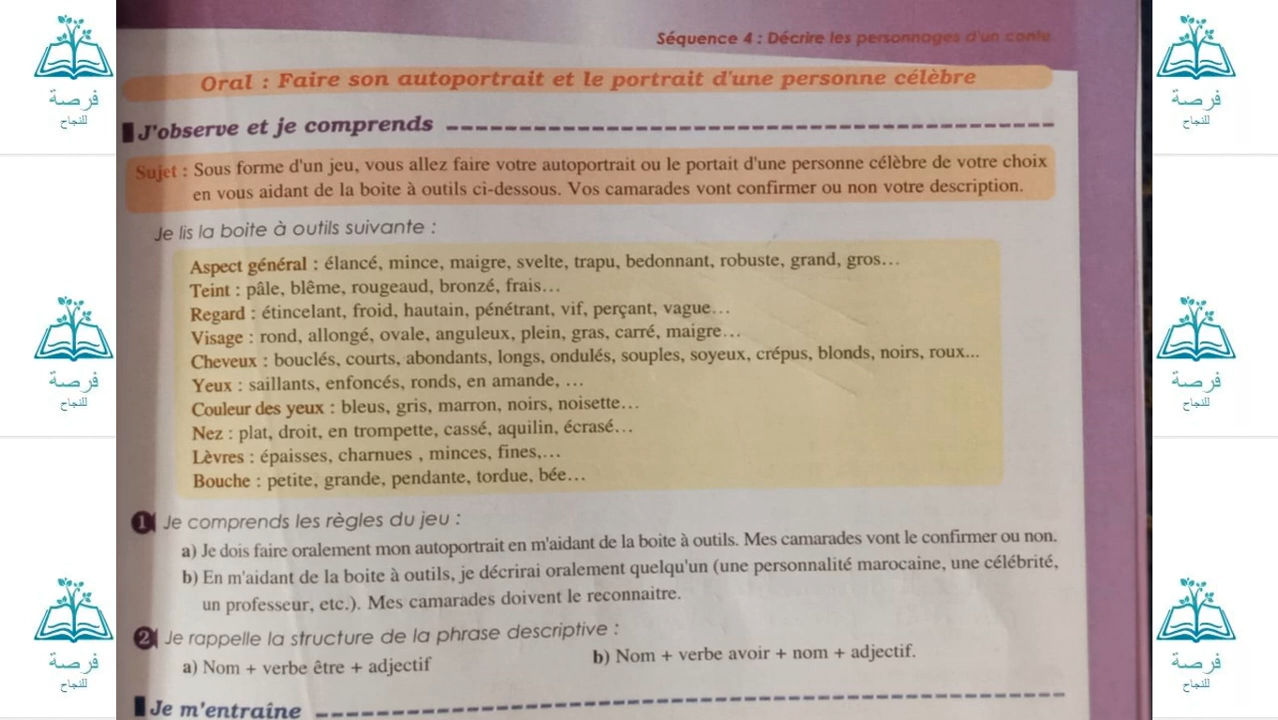 فرصة
للنجاح
فرصة
للنجاح
فرصة
للنجاح
Séquence 4 : Décrire les personnages d'un conte
Oral : Faire son autoportrait et le portrait d'une personne célèbre
J'observe et je comprends
Sujet : Sous forme d'un jeu, vous allez faire votre autoportrait ou le portait d'une personne célèbre de votre choix
en vous aidant de la boite à outils ci-dessous. Vos camarades vont confirmer ou non votre description.
Je lis la boite à outils suivante :
Aspect général : élancé, mince, maigre, svelte, trapu, bedonnant, robuste, grand, gros…
Teint : pâle, blême, rougeaud, bronzé, frais…
Regard : étincelant, froid, hautain, pénétrant, vif, perçant, vague…
Visage : rond, allongé, ovale, anguleux, plein, gras, carré, maigre…
Cheveux : bouclés, courts, abondants, longs, ondulés, souples, soyeux, crépus, blonds, noirs, roux...
Yeux : saillants, enfoncés, ronds, en amande, …
Couleur des yeux : bleus, gris, marron, noirs, noisette…
Nez : plat, droit, en trompette, cassé, aquilin, écrasé…
Lèvres : épaisses, charnues , minces, fines,…
Bouche : petite, grande, pendante, tordue, bée…
1 Je comprends les règles du jeu :
a) Je dois faire oralement mon autoportrait en m'aidant de la boite à outils. Mes camarades vont le confirmer ou non.
b) En m'aidant de la boite à outils, je décrirai oralement quelqu'un (une personnalité marocaine, une célébrité,
un professeur, etc.). Mes camarades doivent le reconnaitre.
2 Je rappelle la structure de la phrase descriptive :
a) Nom + verbe être + adjectif
b) Nom + verbe avoir + nom + adjectif.
Je m'entraîne
فرصة
للنجاح
فرصة
للنجاح
فرصة
للنجاح